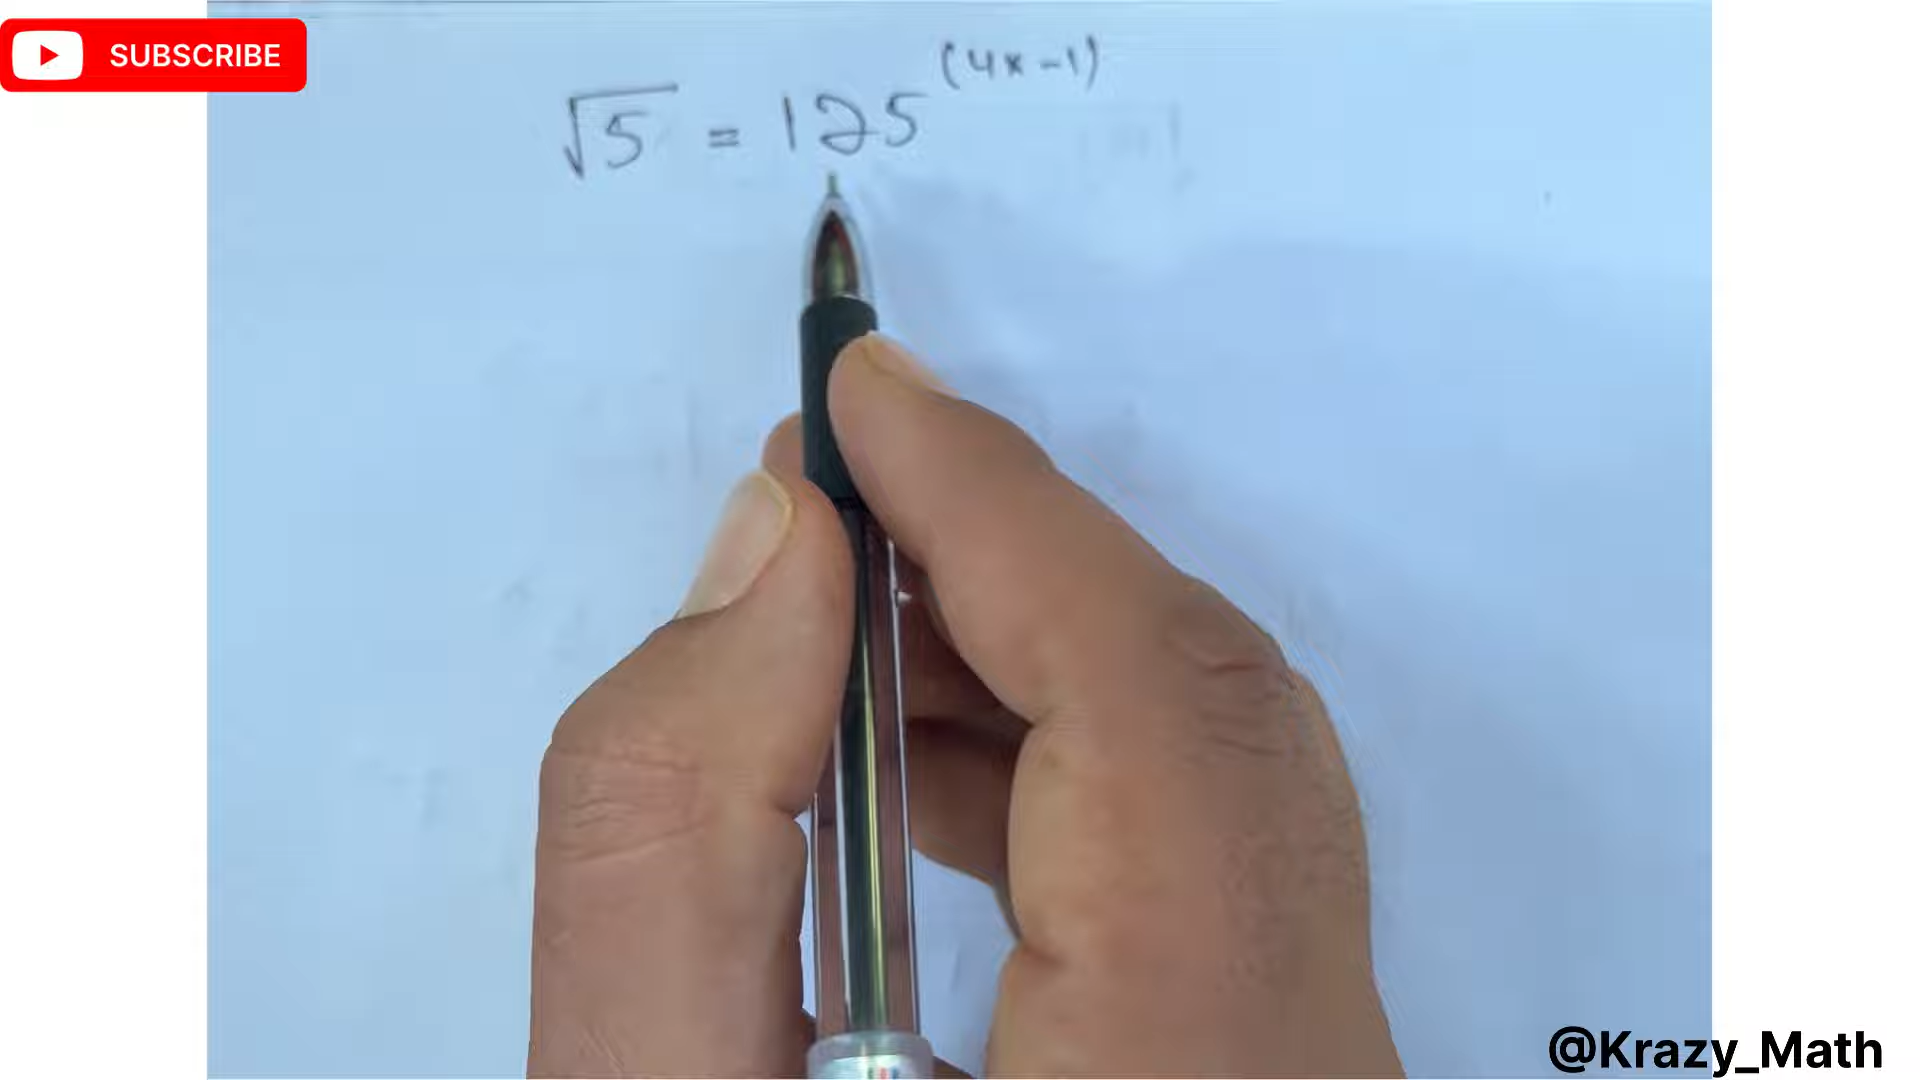 SUBSCRIBE
√5 = 125^(4x-1)
@Krazy_Math